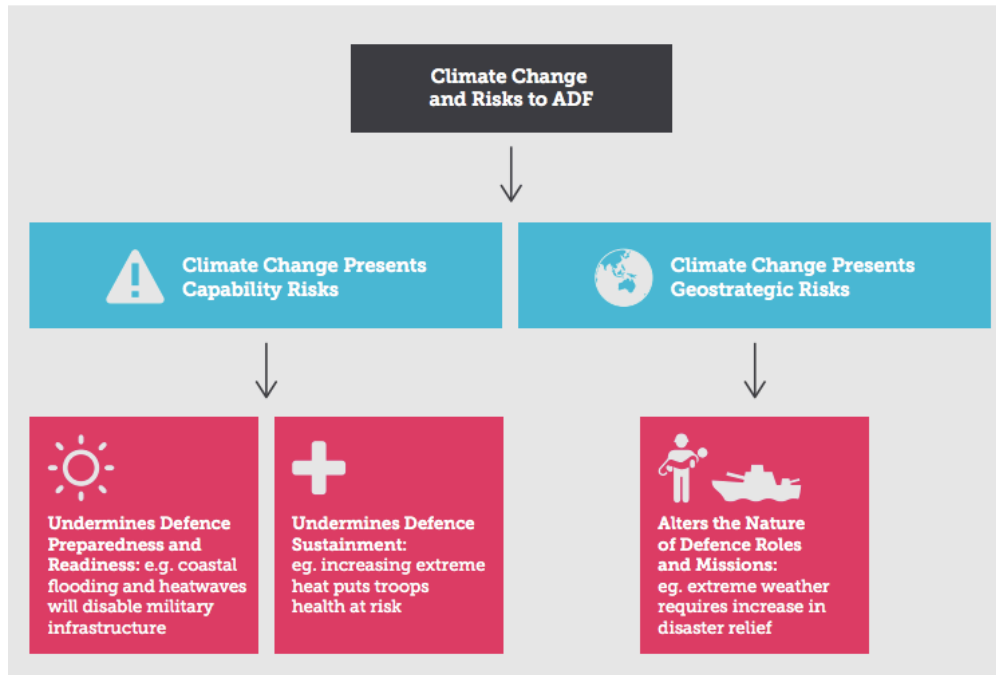 Climate Change
and Risks to ADF
Climate Change Presents
Capability Risks
Climate Change Presents
Geostrategic Risks
Undermines Defence
Preparedness and
Readiness: e.g. coastal
flooding and heatwaves
will disable military
infrastructure
Undermines Defence
Sustainment:
eg. increasing extreme
heat puts troops
health at risk
Alters the Nature
of Defence Roles
and Missions:
eg. extreme weather
requires increase in
disaster relief